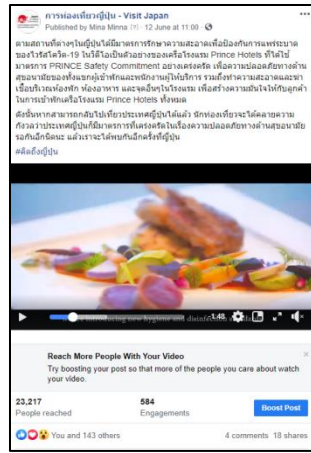 การท่องเที่ยวญี่ปุ่น - Visit Japan
Published by Mina Minna · 12 June at 11:00 ·
ตามสถานที่ต่างๆในญี่ปุ่นได้มีมาตรการรักษาความสะอาดเพื่อป้องกันการแพร่ระบาด
ของไวรัสโควิด-19 ในวิดีโอเป็นตัวอย่างของเครือโรงแรม Prince Hotels ที่ได้ใช้
มาตรการ PRINCE Safety Commitment อย่างเคร่งครัด เพื่อความปลอดภัยทางด้าน
สุขอนามัยของทั้งแขกผู้เข้าพักและพนักงานผู้ให้บริการ รวมถึงทำความสะอาดและฆ่า
เชื้อบริเวณห้องพัก ห้องอาหาร และจุดอื่นๆในโรงแรม เพื่อสร้างความมั่นใจให้กับลูกค้า
ในการเข้าพักเครือโรงแรม Prince Hotels ทั้งหมด
ดังนั้นหากสามารถกลับไปเที่ยวประเทศญี่ปุ่นได้แล้ว นักท่องเที่ยวจะได้คลายความ
กังวลว่าประเทศญี่ปุ่นก็มีมาตรการที่เคร่งครัดในเรื่องความปลอดภัยทางด้านสุขอนามัย
รอกันอีกนิดนะ แล้วเราจะได้พบกันอีกครั้งที่ญี่ปุ่น
#คิดถึงญี่ปุ่น
introducing new hygiene and disinfection
-1:48
Reach More People With Your Video
Try boosting your post so that more of the people you care about watch
your video.
23,217
People reached
584
Engagements
Boost Post
You and 143 others
4 comments 18 shares